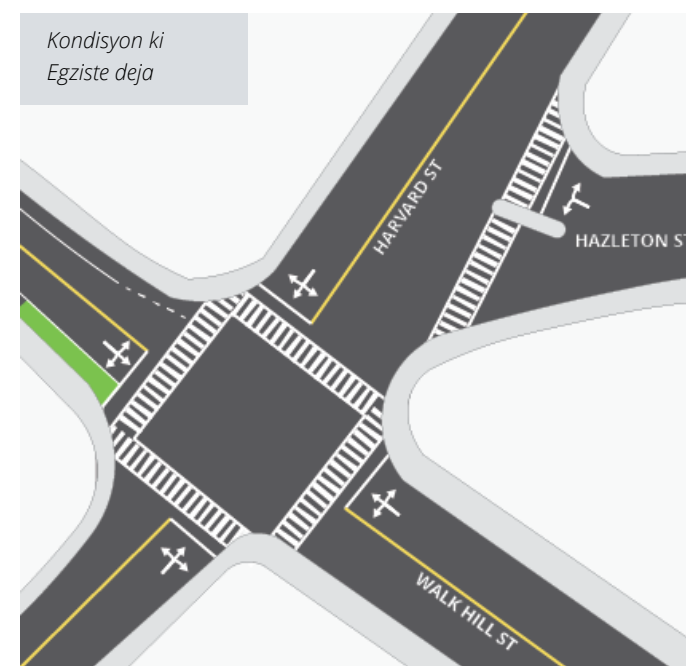 Kondisyon ki
Egziste deja
HARVARD ST
HAZLETON ST
WALK HILL ST